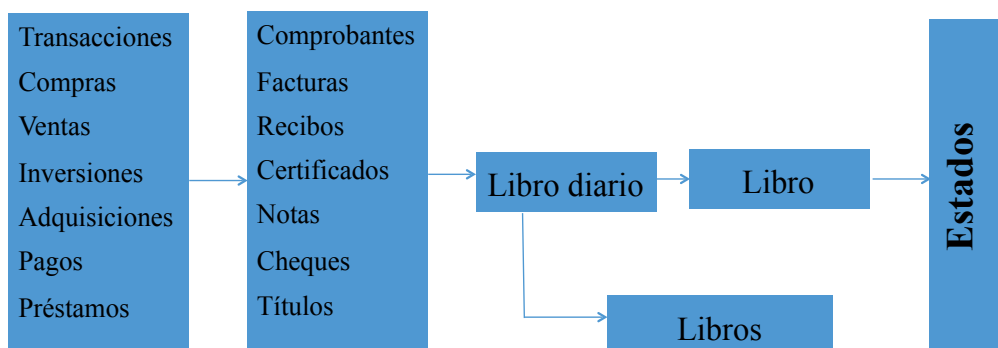 Transacciones
Compras
Ventas
Inversiones
Adquisiciones
Pagos
Préstamos
Comprobantes
Facturas
Recibos
Certificados
Notas
Cheques
Títulos
Libro diario
Libro
Libros
Estados